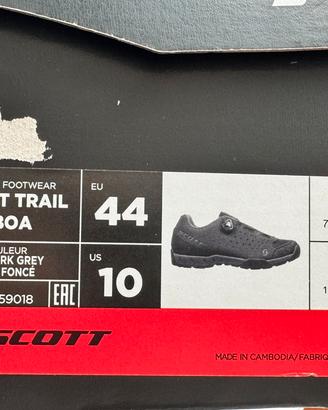 FOOTWEAR
T TRAIL
BOA
EU
44
ULEUR
RK GREY
FONCÉ
US
10
59018
EAC
SCOTT
MADE IN CAMBODIA/FABRIQ